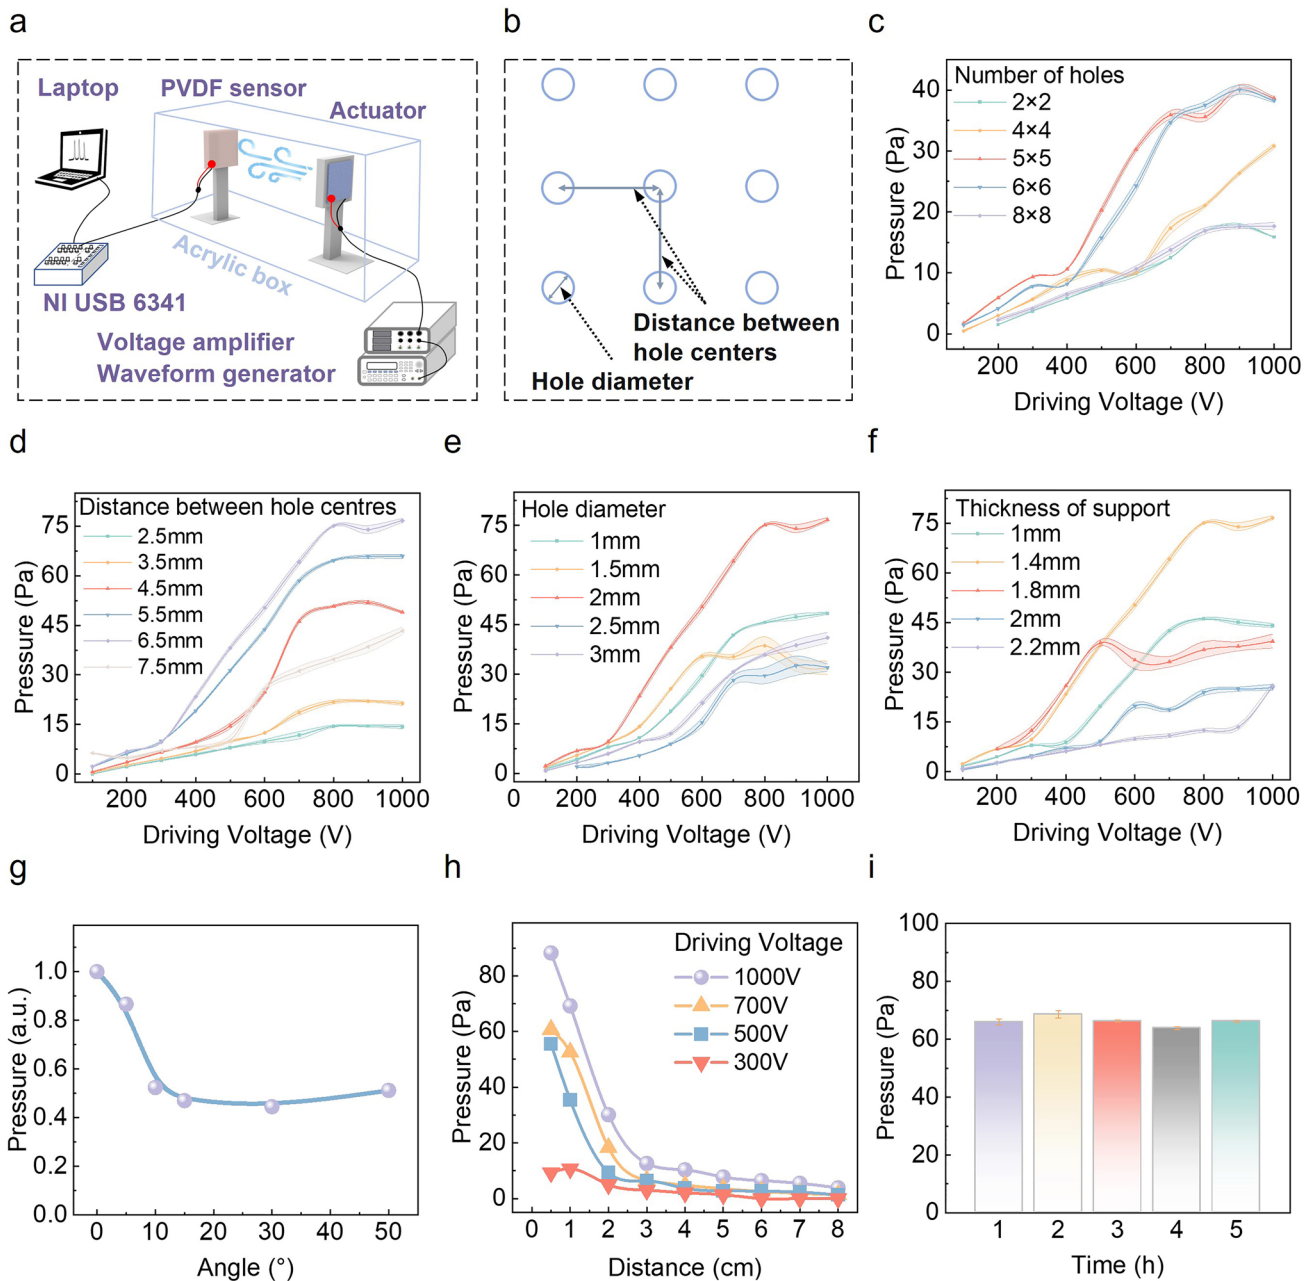 a
Laptop
PVDF sensor
Actuator
Acrylic box
NI USB 6341
Voltage amplifier
Waveform generator
b
Distance between
hole centers
Hole diameter
c
Number of holes
2×2
4×4
5×5
6×6
8×8
40
30
20
10
0
Pressure (Pa)
200 400 600 800 1000
Driving Voltage (V)
d
Distance between hole centres
2.5mm
3.5mm
4.5mm
5.5mm
6.5mm
7.5mm
75
60
45
30
15
0
Pressure (Pa)
200 400 600 800 1000
Driving Voltage (V)
e
Hole diameter
1mm
1.5mm
2mm
2.5mm
3mm
75
60
45
30
15
0
Pressure (Pa)
0 200 400 600 800 1000
Driving Voltage (V)
f
Thickness of support
1mm
1.4mm
1.8mm
2mm
2.2mm
75
60
45
30
15
0
Pressure (Pa)
200 400 600 800 1000
Driving Voltage (V)
g
1.0
0.8
0.6
0.4
0.2
0.0
Pressure (a.u.)
0 10 20 30 40 50
Angle (°)
h
Driving Voltage
1000V
700V
500V
300V
80
60
40
20
0
Pressure (Pa)
0 1 2 3 4 5 6 7 8
Distance (cm)
i
100
80
60
40
20
0
Pressure (Pa)
1 2 3 4 5
Time (h)